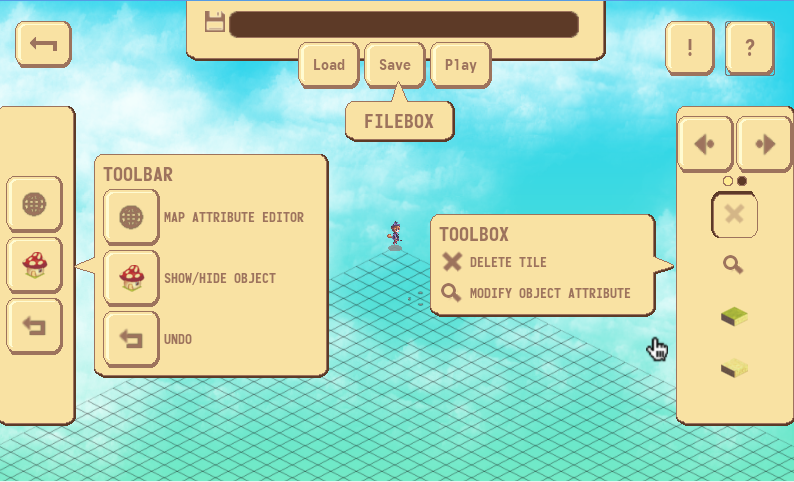 !
?
Load
Save
Play
FILEBOX
TOOLBAR
MAP ATTRIBUTE EDITOR
SHOW/HIDE OBJECT
UNDO
TOOLBOX
DELETE TILE
MODIFY OBJECT ATTRIBUTE